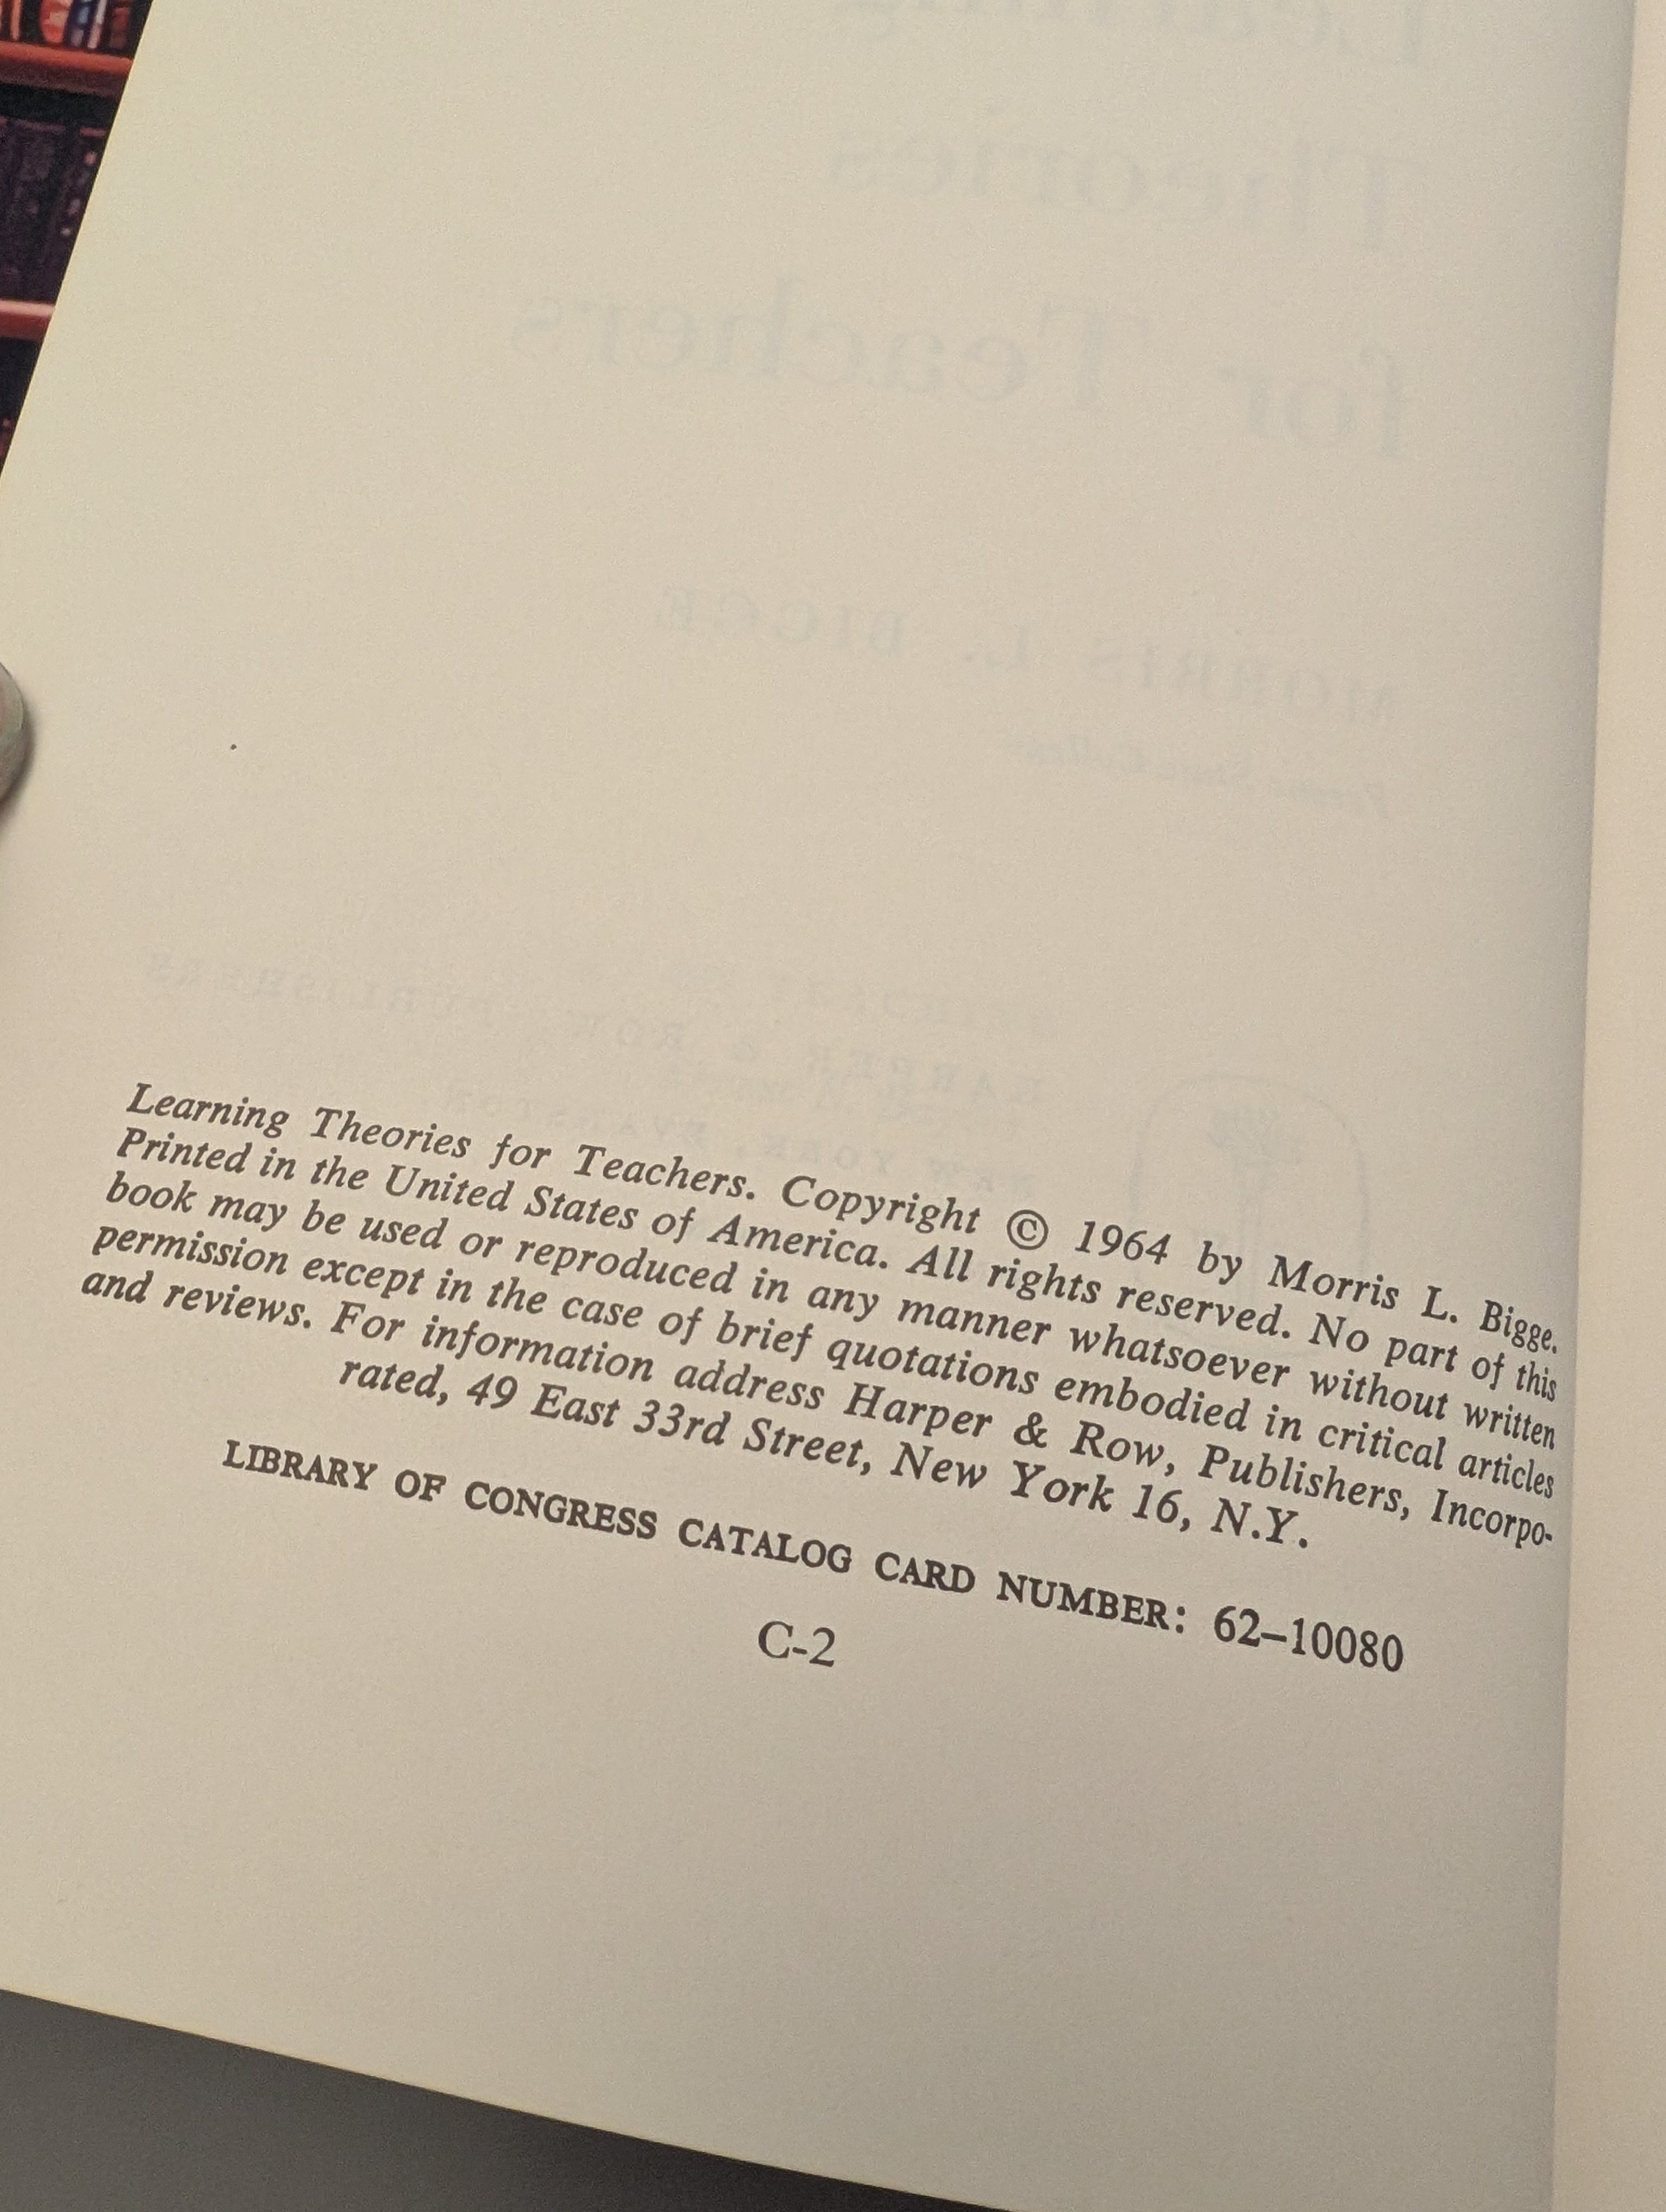 Learning Theories for Teachers. Copyright © 1964 by Morris L. Bigge.
Printed in the United States of America. All rights reserved. No part of this
book may be used or reproduced in any manner whatsoever without written
permission except in the case of brief quotations embodied in critical articles
and reviews. For information address Harper & Row, Publishers, Incorpo-
rated, 49 East 33rd Street, New York 16, N.Y.
LIBRARY OF CONGRESS CATALOG CARD NUMBER: 62–10080
C-2